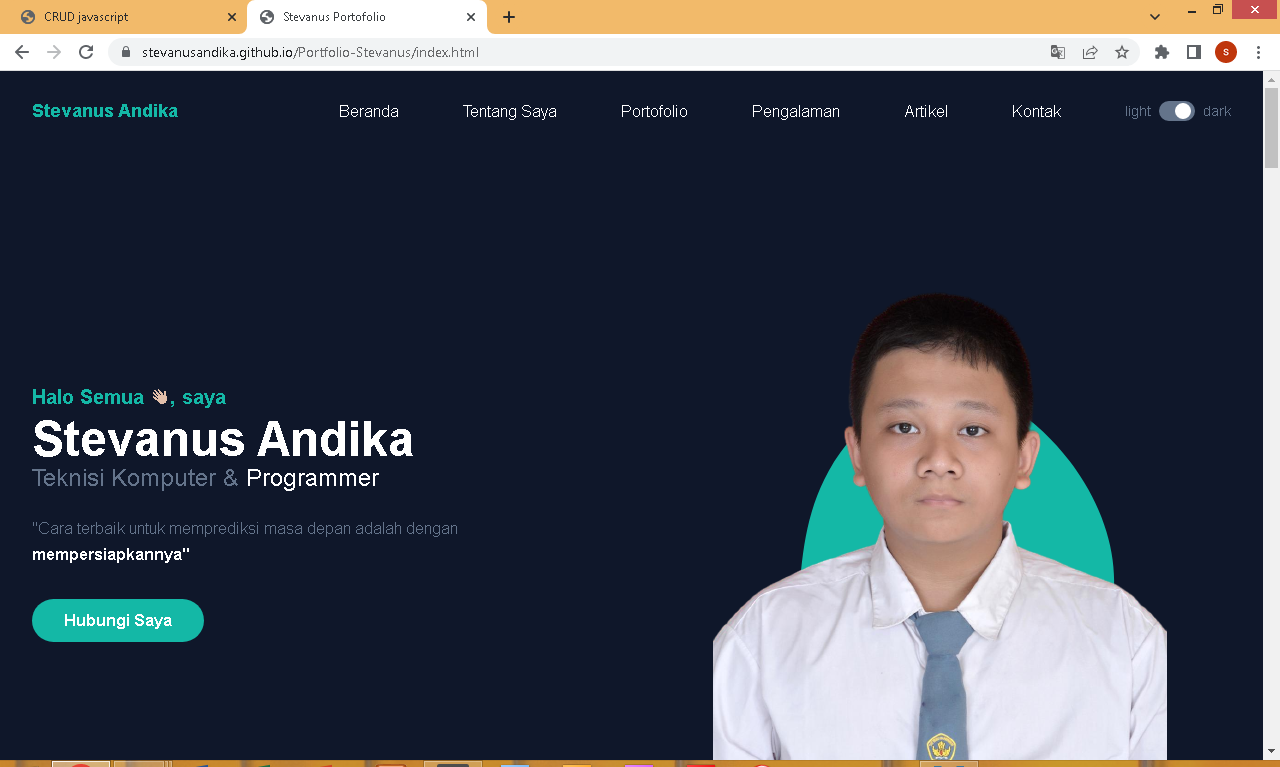 CRUD javascript
Stevanus Portofolio
stevanusandika.github.io/Portfolio-Stevanus/index.html
S
Stevanus Andika
Beranda
Tentang Saya
Portofolio
Pengalaman
Artikel
Kontak
light
dark
Halo Semua 👋🏻, saya
Stevanus Andika
Teknisi Komputer & Programmer
"Cara terbaik untuk memprediksi masa depan adalah dengan
mempersiapkannya"
Hubungi Saya